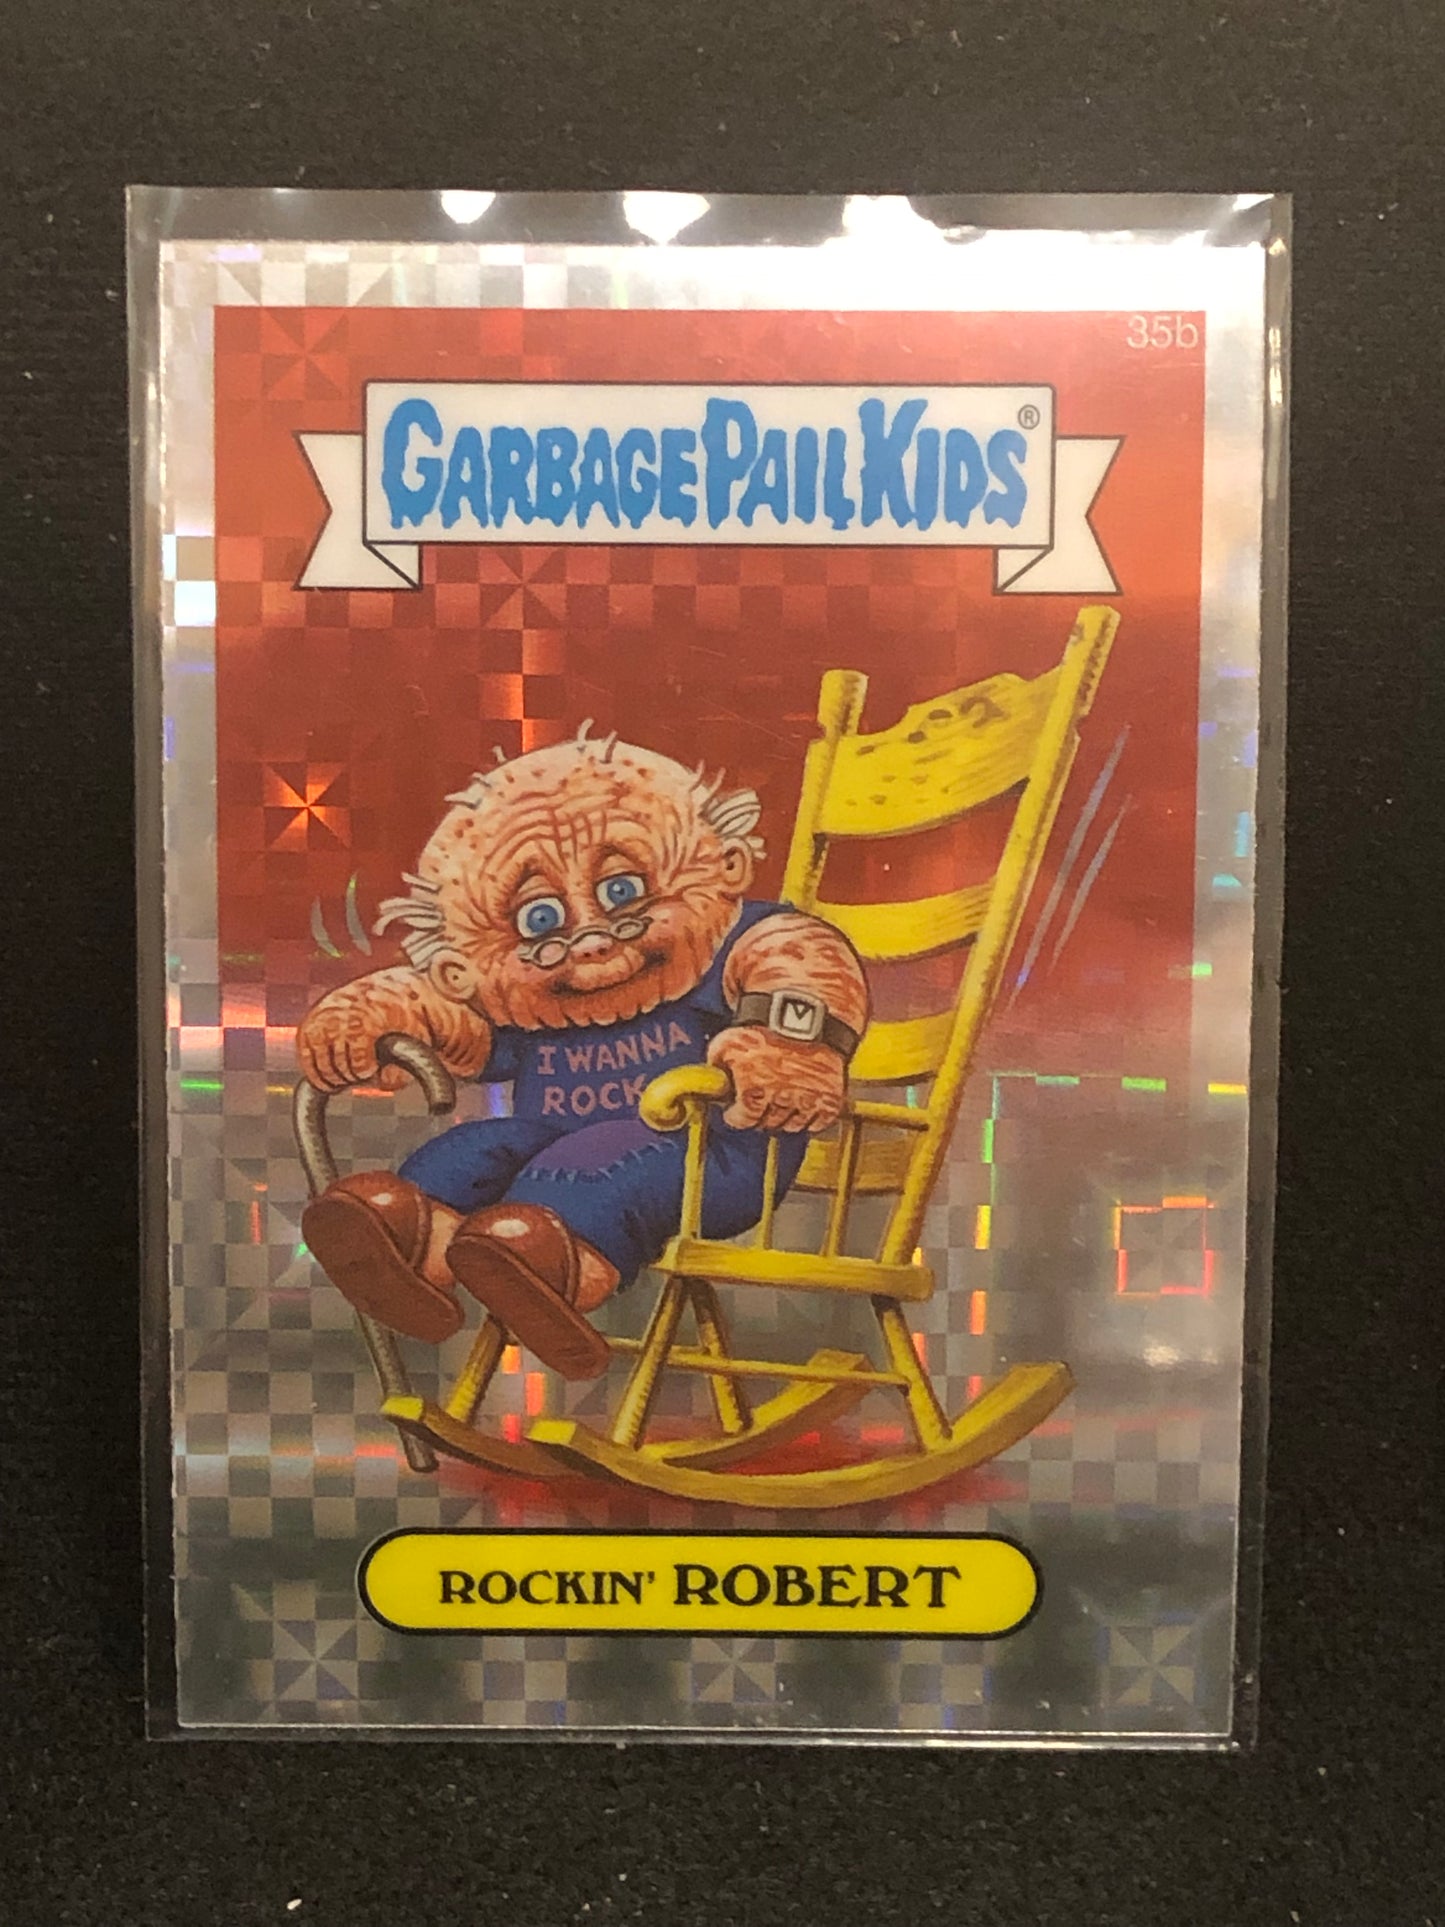 35b
GARBAGE PAIL KIDS®
I WANNA
ROCK
ROCKIN' ROBERT